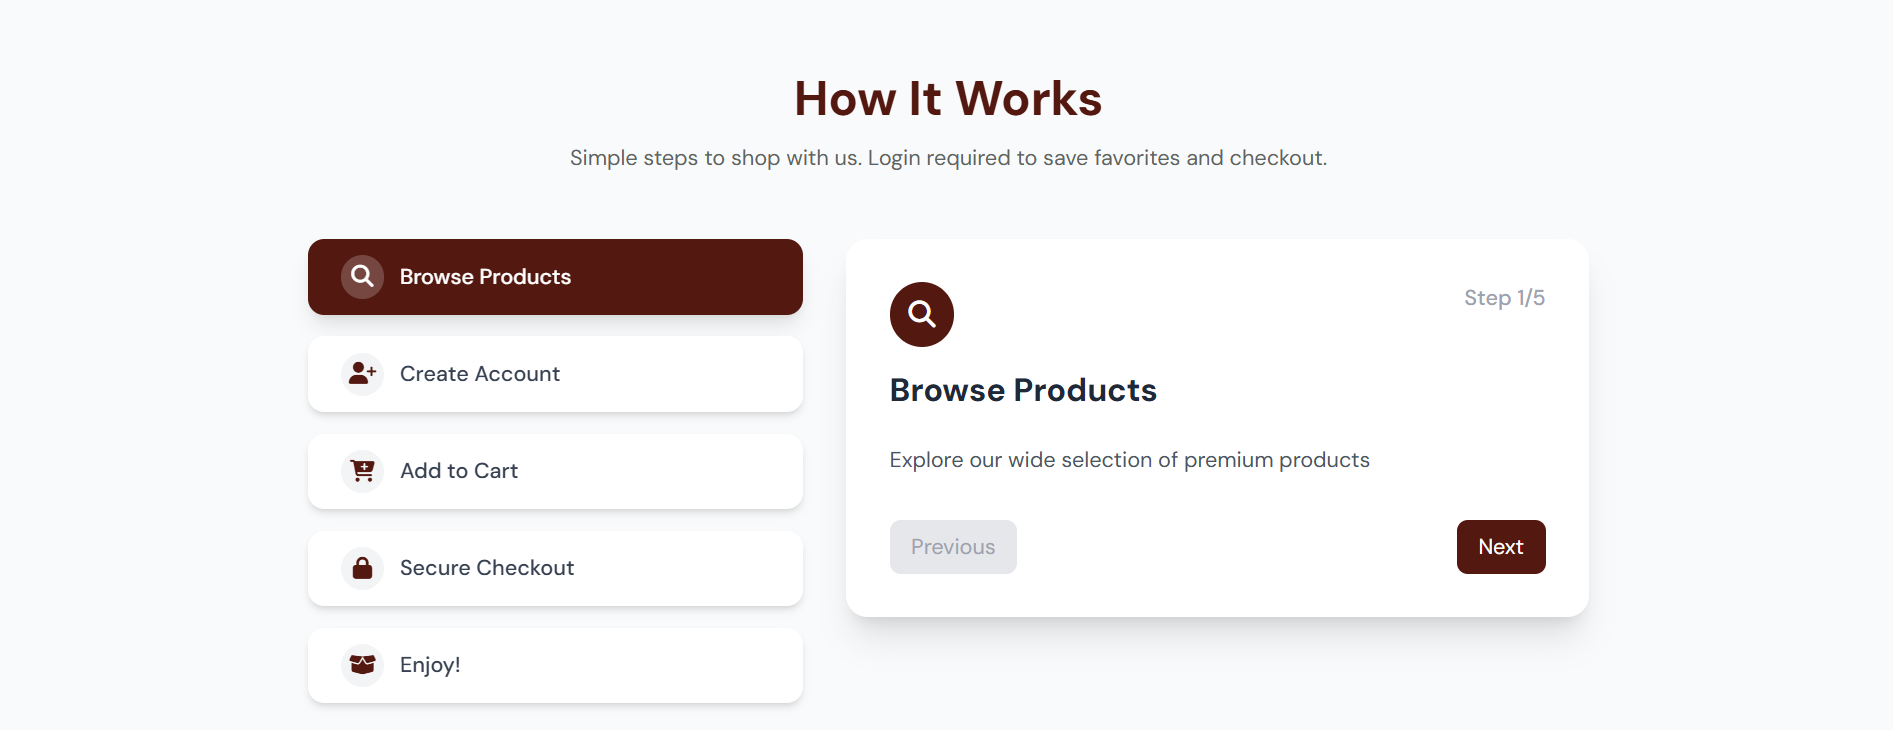 How It Works
Simple steps to shop with us. Login required to save favorites and checkout.
Browse Products
Create Account
Add to Cart
Secure Checkout
Enjoy!
Step 1/5
Browse Products
Explore our wide selection of premium products
Previous
Next